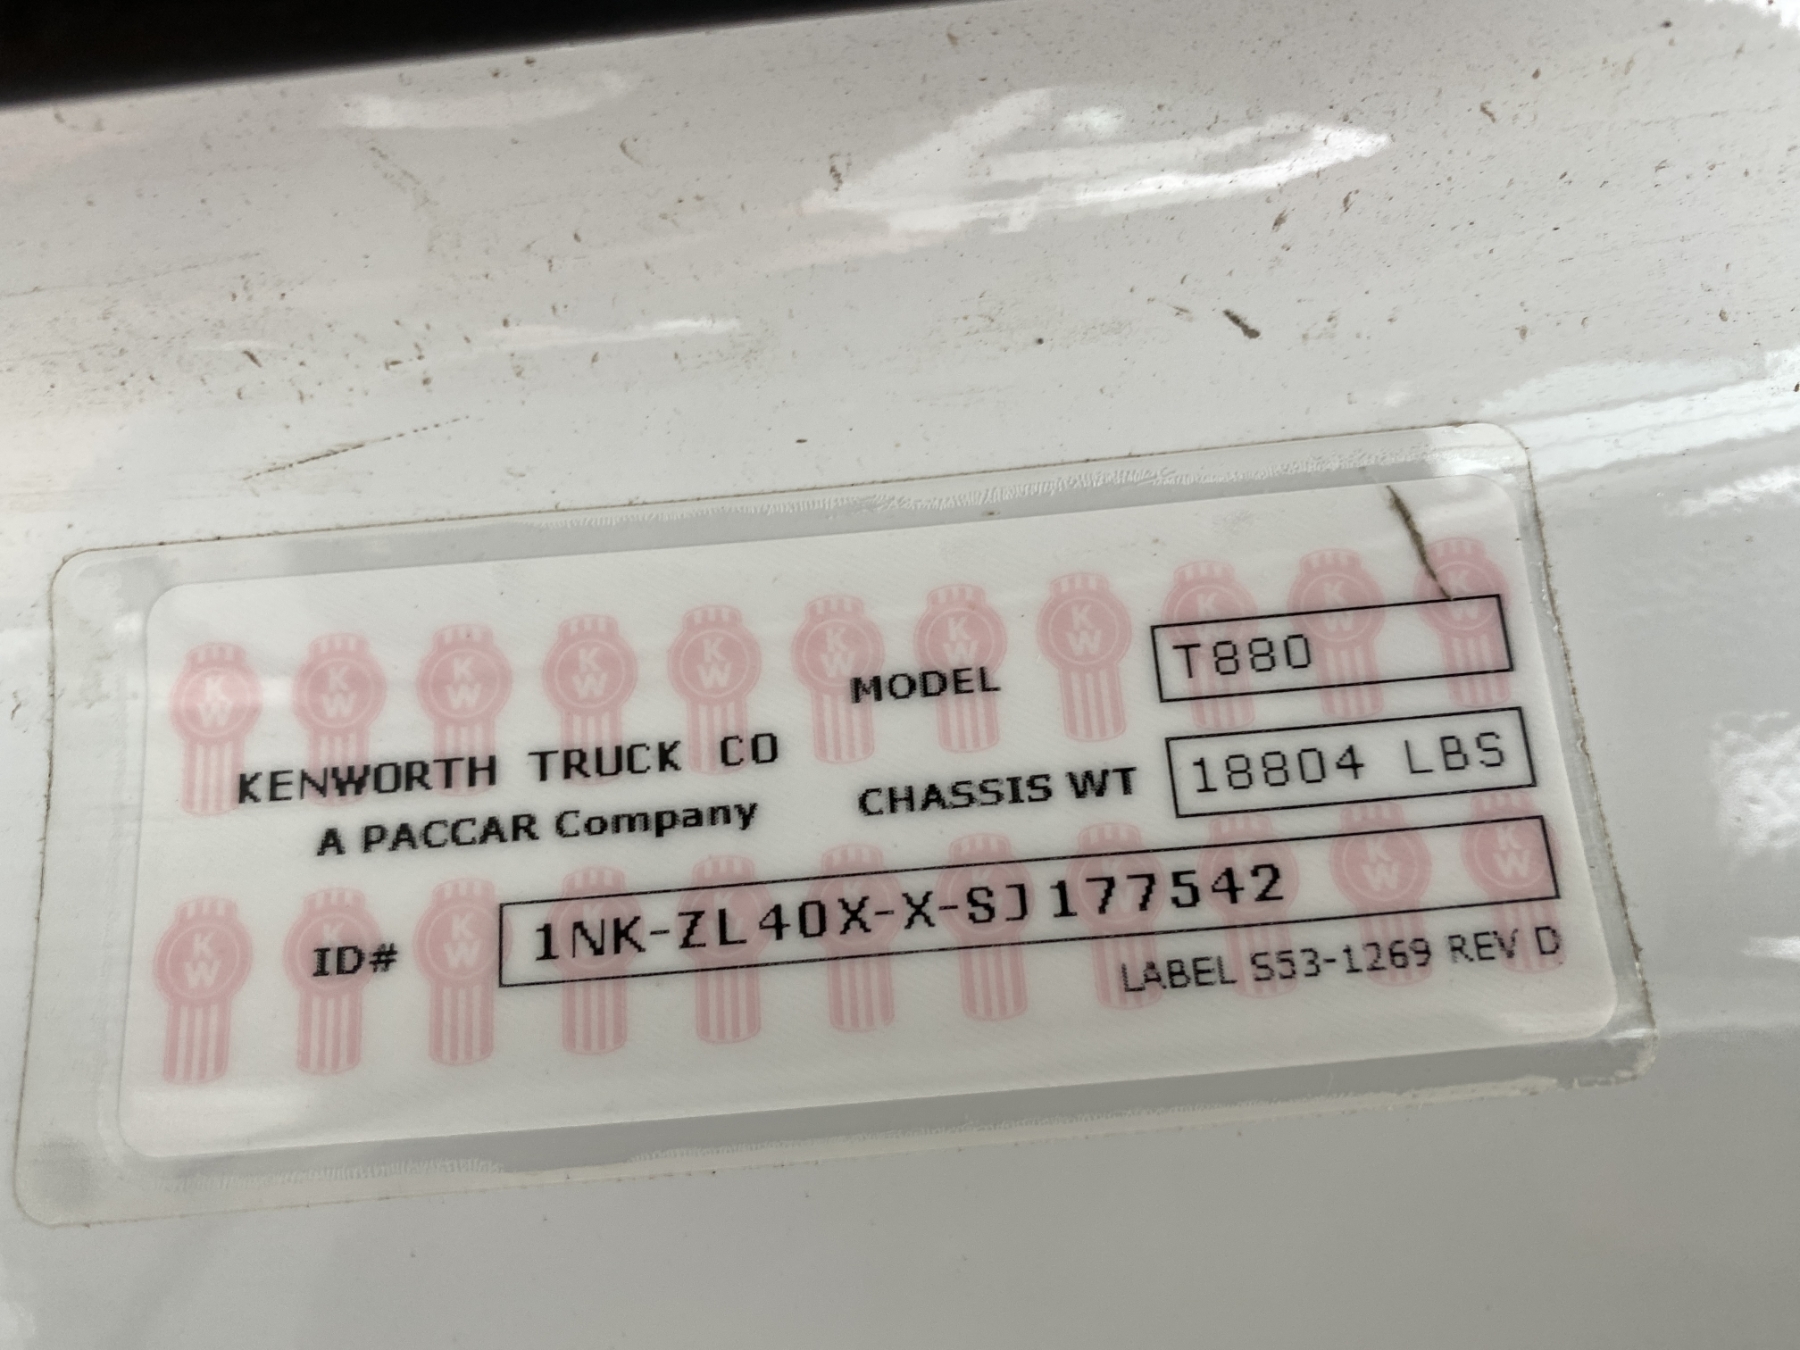 MODEL T880
KENWORTH TRUCK CO
A PACCAR Company
CHASSIS WT 18804 LBS
ID# 1NK-ZL40X-X-SJ177542
LABEL S53-1269 REV D